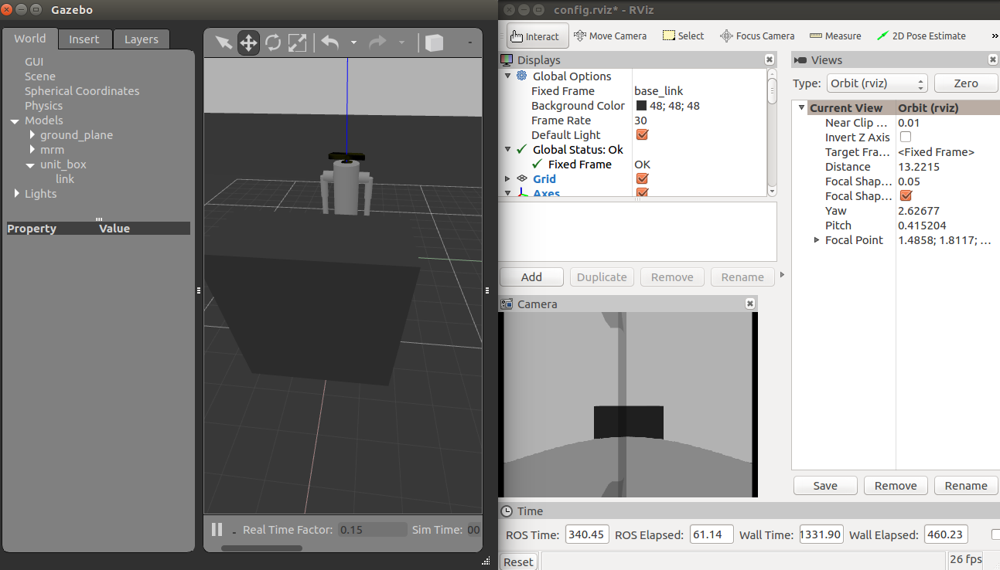 Gazebo
World Insert Layers
GUI
Scene
Spherical Coordinates
Physics
Models
ground_plane
mrm
unit_box
link
Lights
Property Value
Real Time Factor: 0.15 Sim Time: 00
config.rviz* - RViz
Interact Move Camera Select Focus Camera Measure 2D Pose Estimate »
Displays
Global Options
Fixed Frame base_link
Background Color 48; 48; 48
Frame Rate 30
Default Light
Global Status: Ok
Fixed Frame OK
Grid
Axes
Add Duplicate Remove Rename
Camera
Views
Type: Orbit (rviz) Zero
Current View Orbit (rviz)
Near Clip ... 0.01
Invert Z Axis
Target Fra... <Fixed Frame>
Distance 13.2215
Focal Shap... 0.05
Focal Shap...
Yaw 2.62677
Pitch 0.415204
Focal Point 1.4858; 1.8117; ...
Save Remove Rename
Time
ROS Time: 340.45 ROS Elapsed: 61.14 Wall Time: 1331.90 Wall Elapsed: 460.23
Reset 26 fps